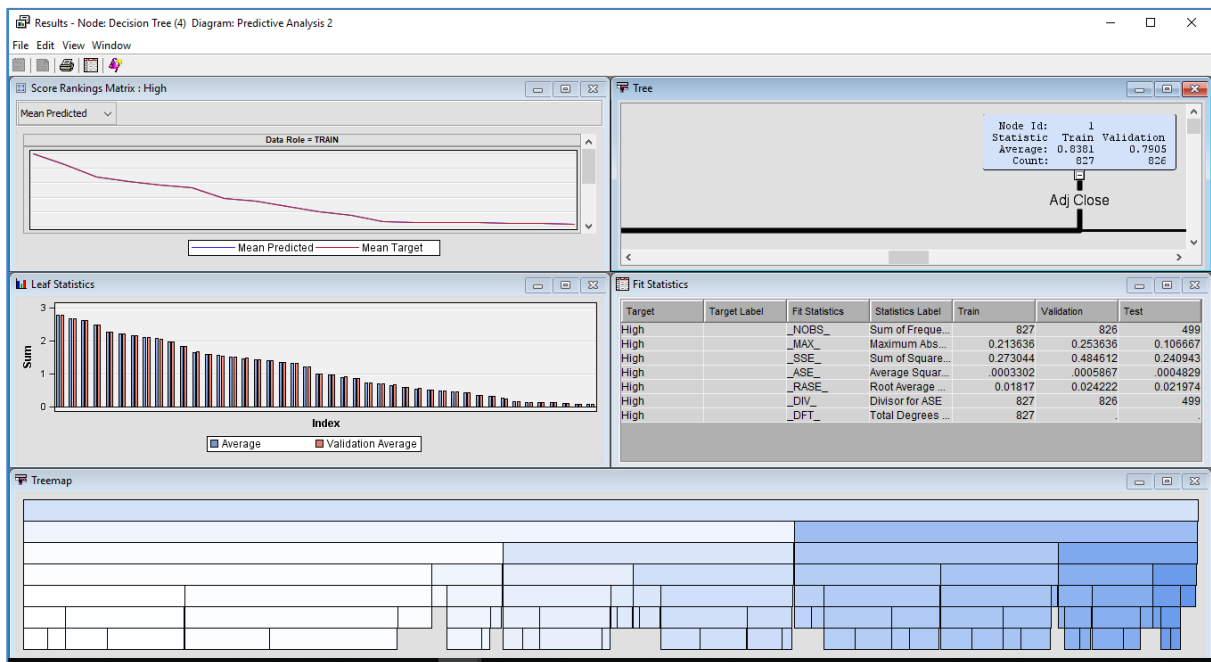 Results - Node: Decision Tree (4) Diagram: Predictive Analysis 2
File Edit View Window
Score Rankings Matrix : High
Mean Predicted
Data Role = TRAIN
Mean Predicted Mean Target
Tree
Node Id: 1
Statistic Train Validation
Average: 0.8381 0.7905
Count: 827 826
Adj Close
Leaf Statistics
3
2
1
0
Sum
Index
Average Validation Average
Fit Statistics
Target Target Label Fit Statistics Statistics Label Train Validation Test
High _NOBS_ Sum of Freque... 827 826 499
High _MAX_ Maximum Abs... 0.213636 0.253636 0.106667
High _SSE_ Sum of Square... 0.273044 0.484612 0.240943
High _ASE_ Average Squar... .0003302 .0005867 .0004829
High _RASE_ Root Average ... 0.01817 0.024222 0.021974
High _DIV_ Divisor for ASE 827 826 499
High _DFT_ Total Degrees ... 827 . .
Treemap